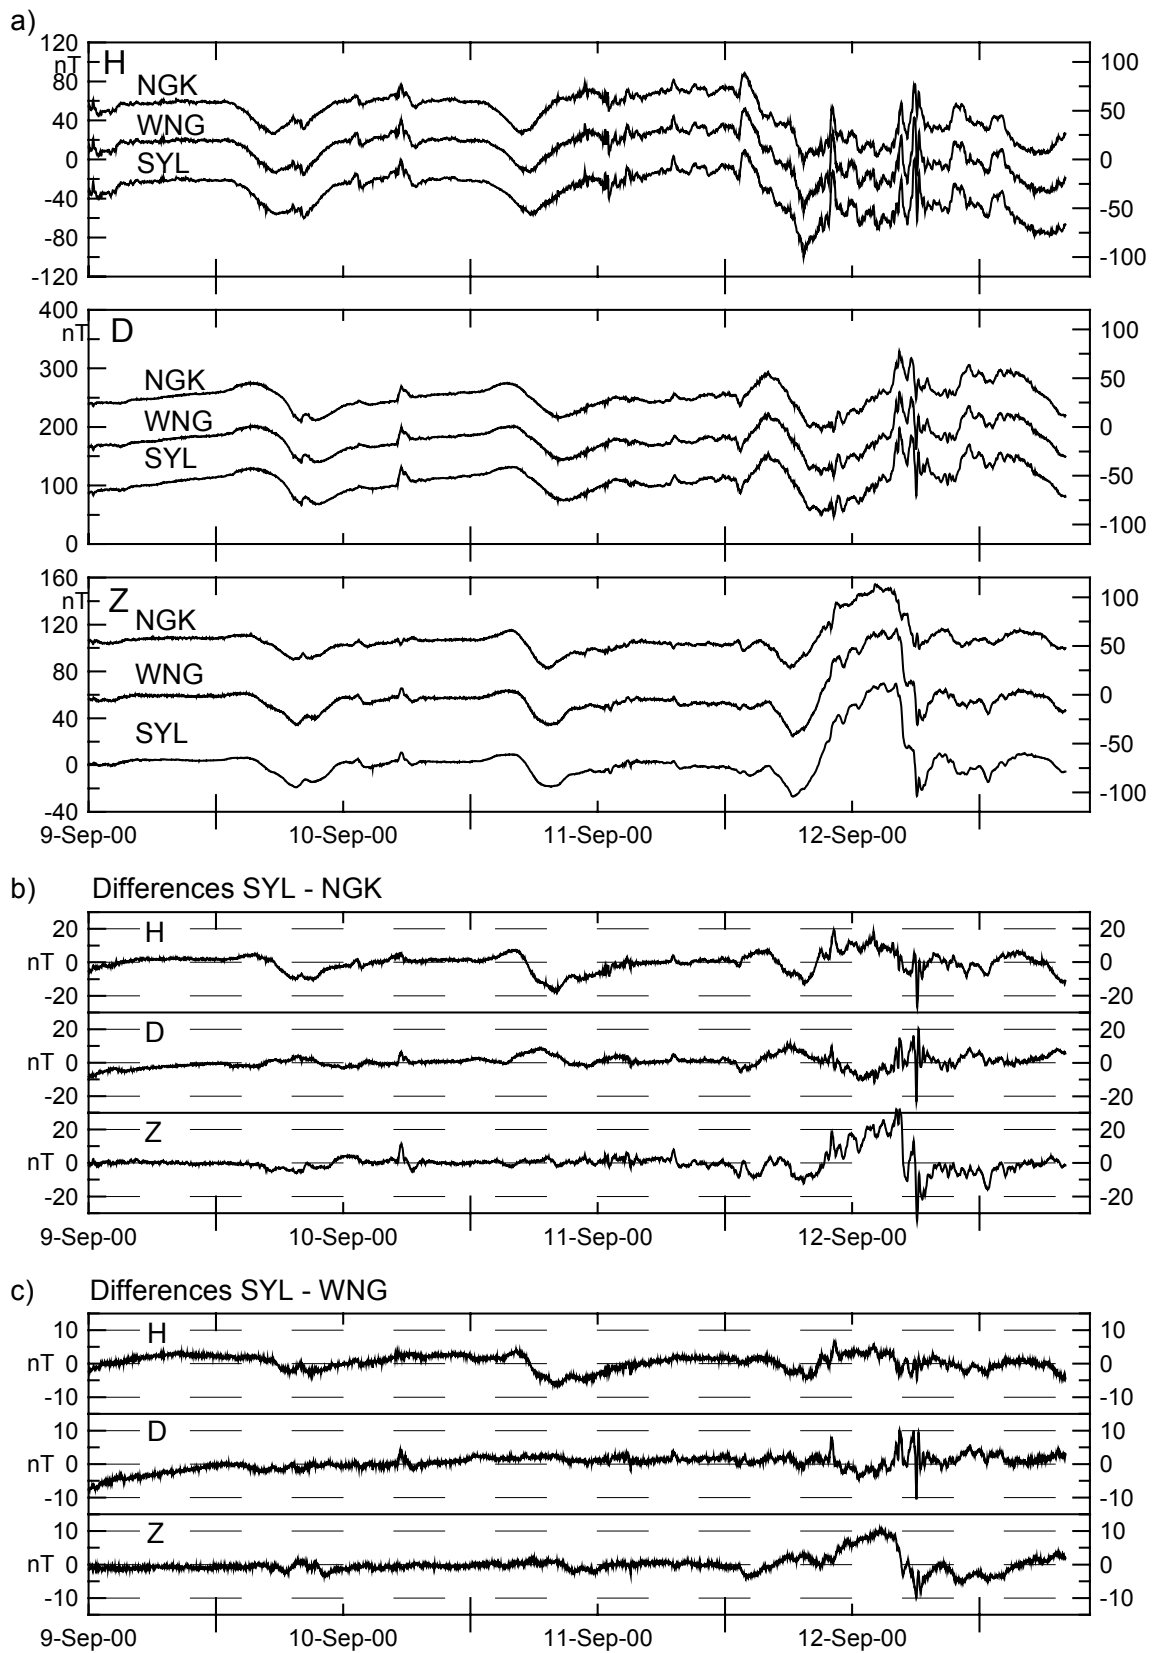 a)
120 100
nT H
80 NGK 50
40 WNG
0 0
SYL
-40 -50
-80
-120 -100
400 100
nT D
300 NGK 50
200 WNG 0
SYL -50
100
0 -100
160 100
nT Z
120 NGK 50
80 WNG 0
40
SYL -50
0
-40 -100
9-Sep-00 10-Sep-00 11-Sep-00 12-Sep-00
b) Differences SYL - NGK
20 H 20
nT 0 0
-20 -20
20 D 20
nT 0 0
-20 -20
20 Z 20
nT 0 0
-20 -20
9-Sep-00 10-Sep-00 11-Sep-00 12-Sep-00
c) Differences SYL - WNG
10 H 10
nT 0 0
-10 -10
10 D 10
nT 0 0
-10 -10
10 Z 10
nT 0 0
-10 -10
9-Sep-00 10-Sep-00 11-Sep-00 12-Sep-00